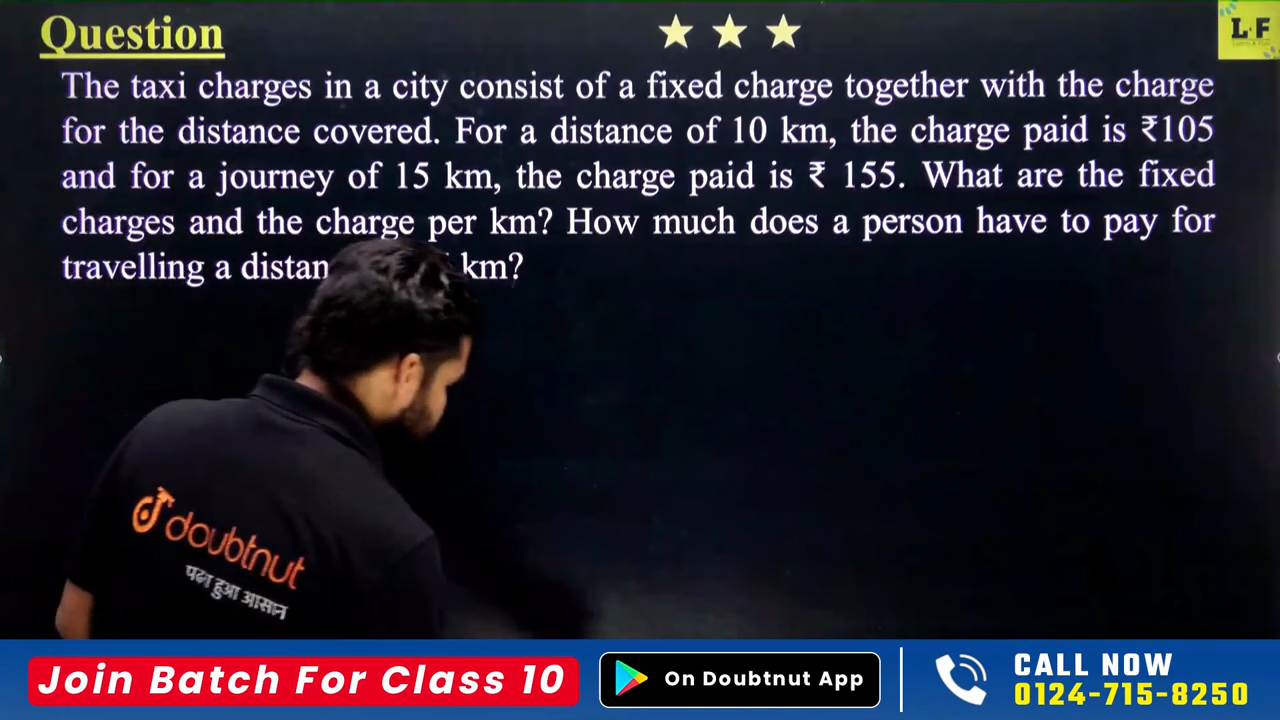 Question
L F
The taxi charges in a city consist of a fixed charge together with the charge
for the distance covered. For a distance of 10 km, the charge paid is ₹105
and for a journey of 15 km, the charge paid is ₹ 155. What are the fixed
charges and the charge per km? How much does a person have to pay for
travelling a distan km?
doubtnut
पढ़ना हुआ आसान
Join Batch For Class 10
On Doubtnut App
CALL NOW
0124-715-8250